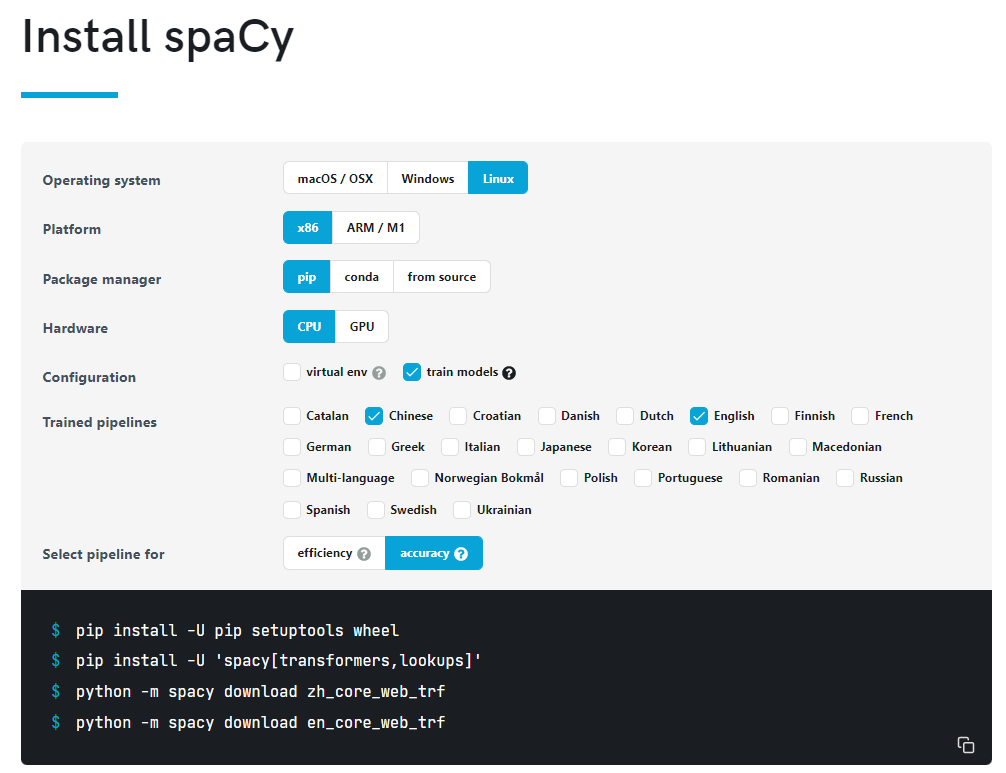 Install spaCy
Operating system macOS / OSX Windows Linux
Platform x86 ARM / M1
Package manager pip conda from source
Hardware CPU GPU
Configuration virtual env ? train models ?
Trained pipelines Catalan Chinese Croatian Danish Dutch English Finnish French
German Greek Italian Japanese Korean Lithuanian Macedonian
Multi-language Norwegian Bokmål Polish Portuguese Romanian Russian
Spanish Swedish Ukrainian
Select pipeline for efficiency ? accuracy ?
$ pip install -U pip setuptools wheel
$ pip install -U 'spacy[transformers,lookups]'
$ python -m spacy download zh_core_web_trf
$ python -m spacy download en_core_web_trf